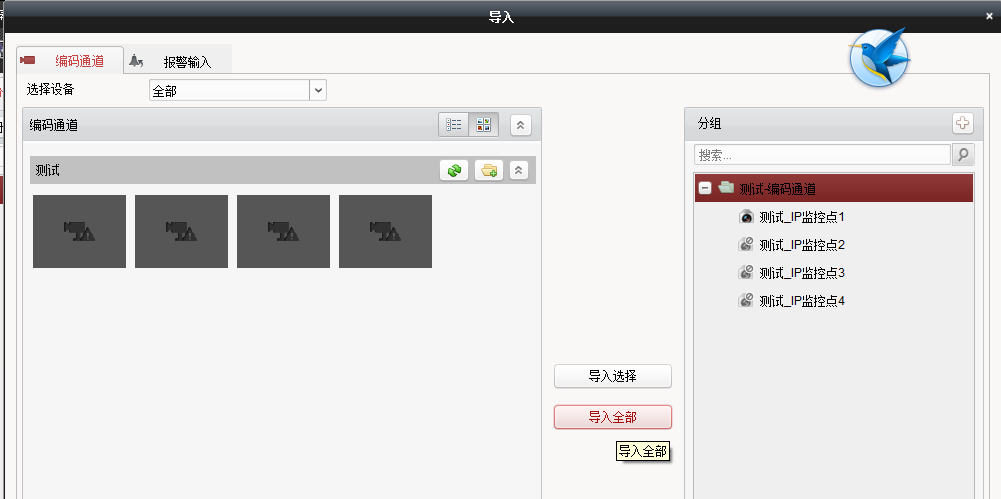 导入
编码通道
报警输入
选择设备
全部
编码通道
测试
导入选择
导入全部
导入全部
分组
搜索...
测试-编码通道
测试_IP监控点1
测试_IP监控点2
测试_IP监控点3
测试_IP监控点4